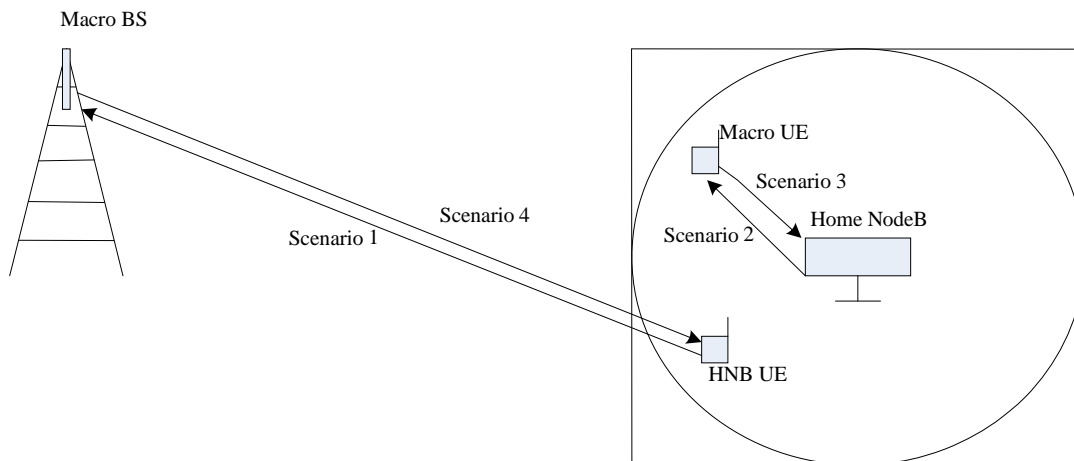 Macro BS
Macro UE
Scenario 3
Scenario 4
Home NodeB
Scenario 2
Scenario 1
HNB UE